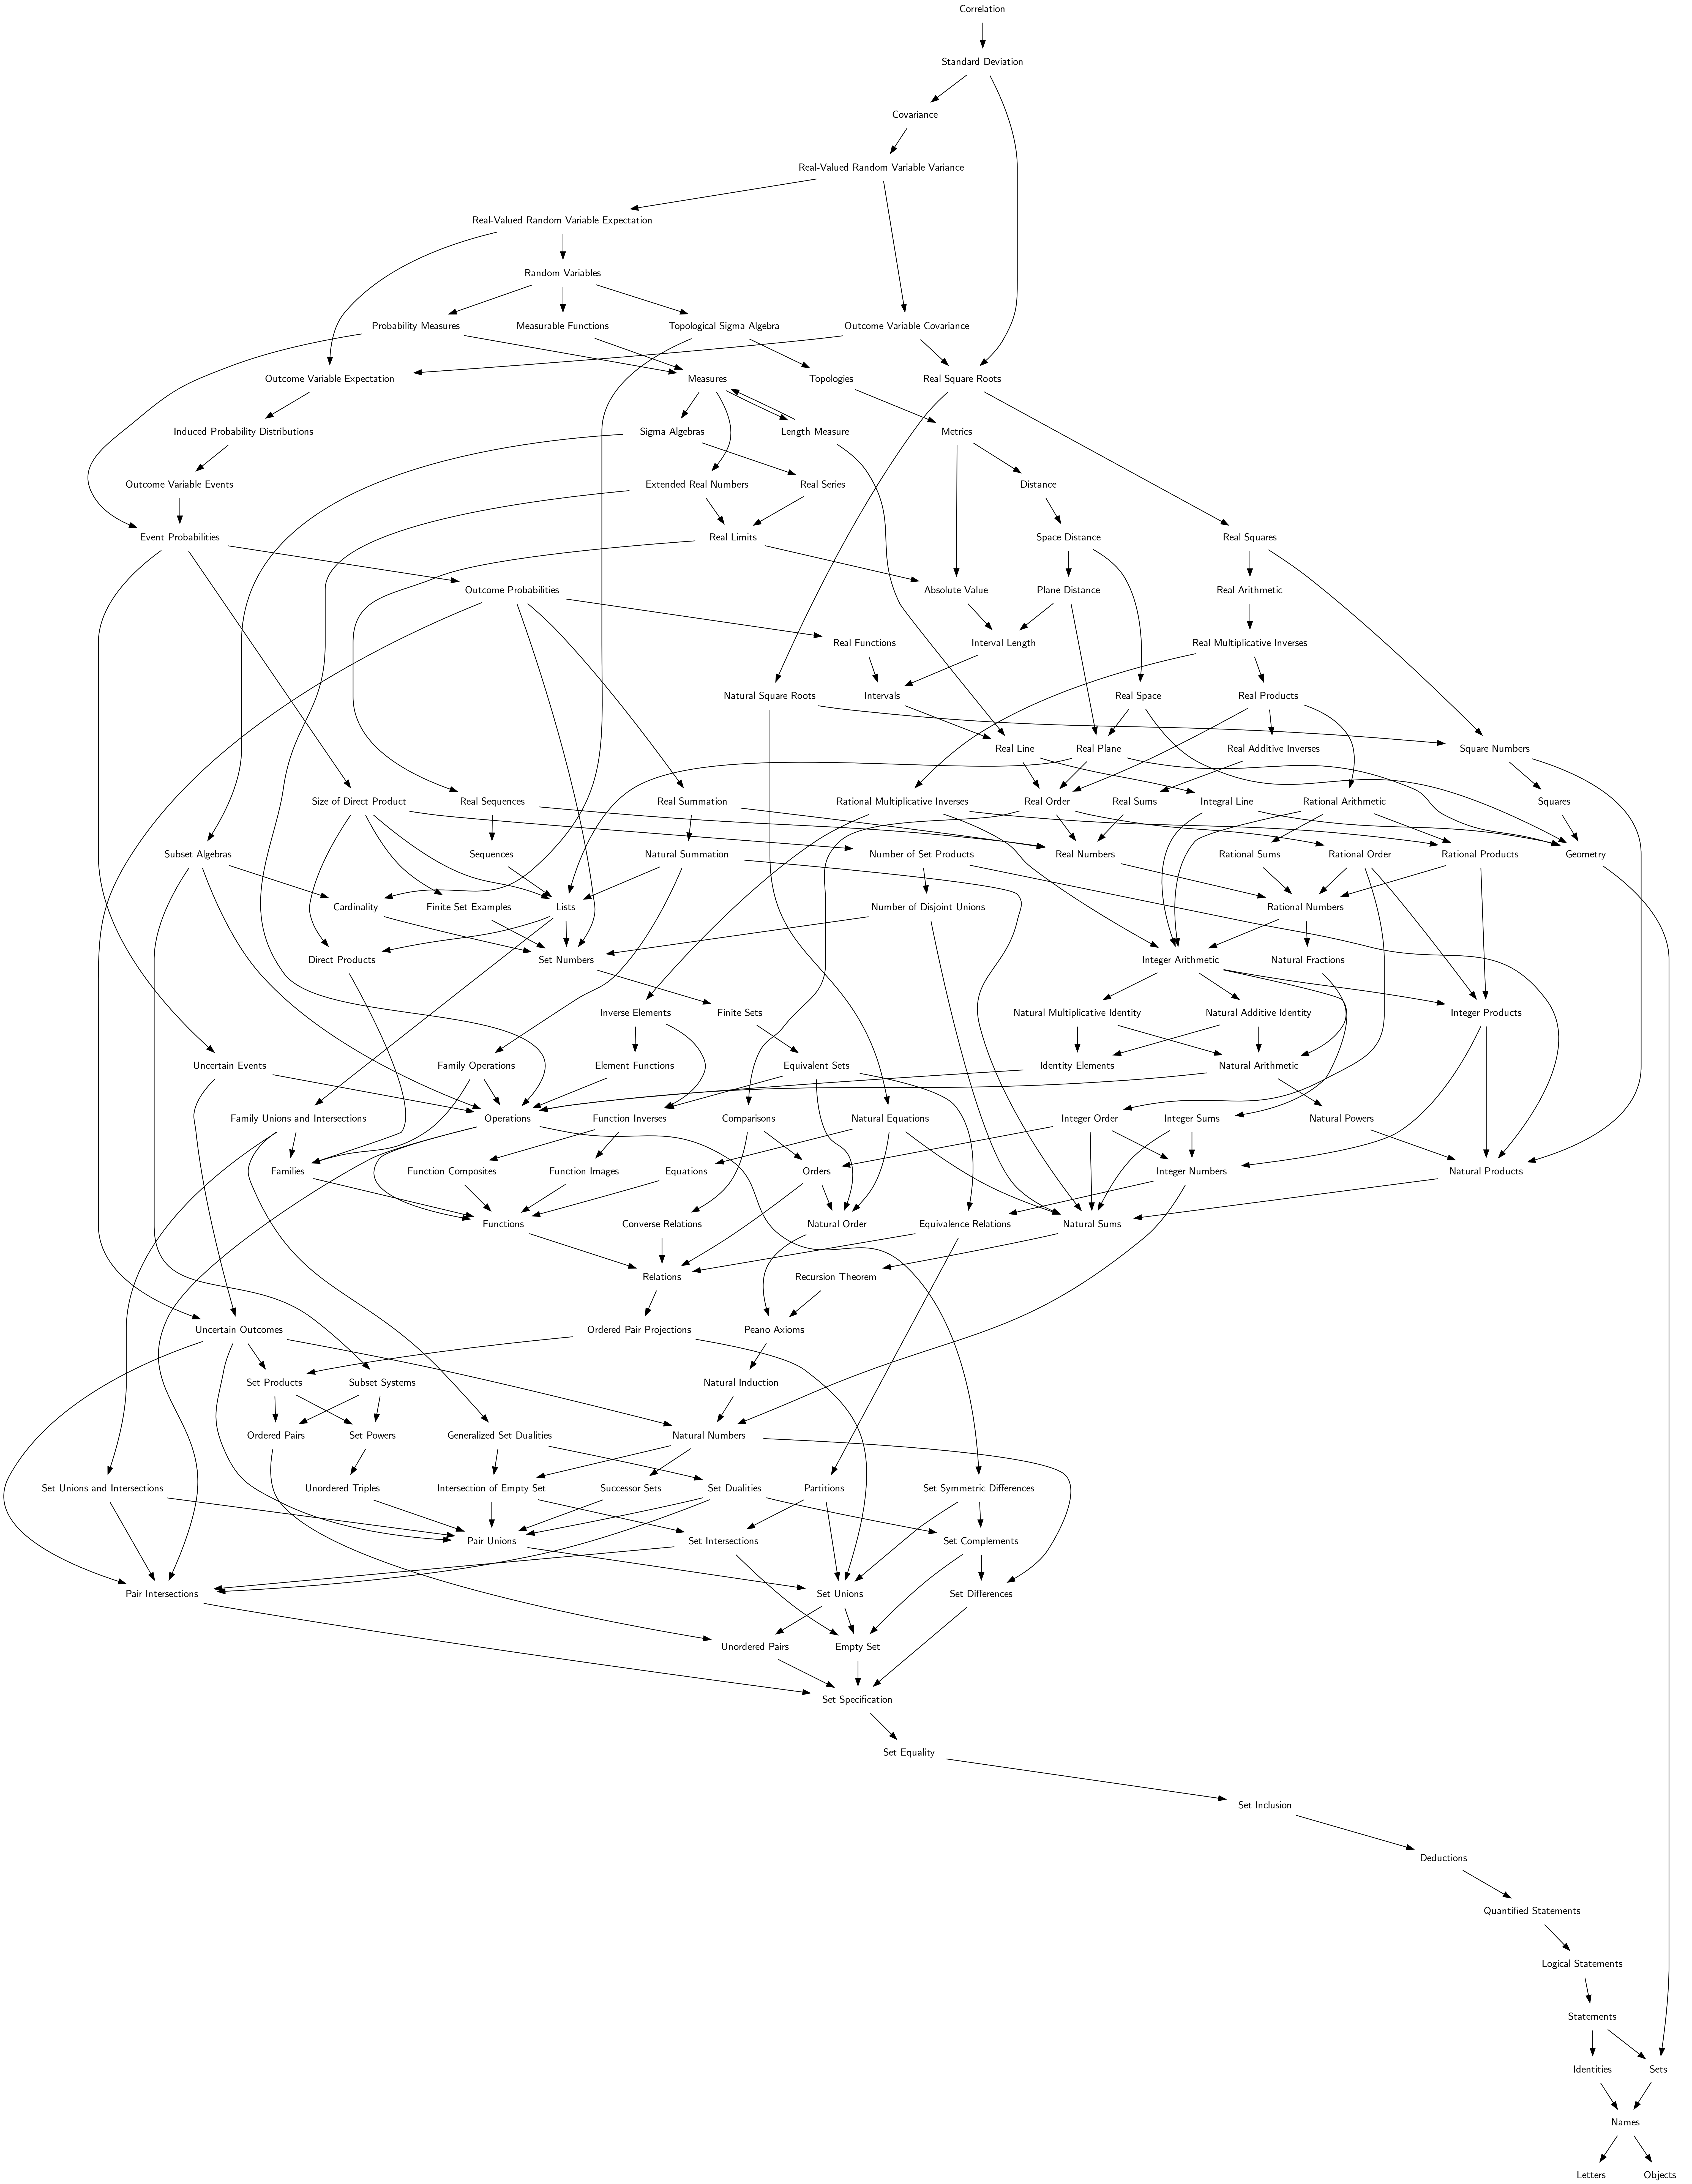 Correlation
Standard Deviation
Covariance
Real-Valued Random Variable Variance
Real-Valued Random Variable Expectation
Random Variables
Probability Measures
Measurable Functions
Topological Sigma Algebra
Outcome Variable Covariance
Outcome Variable Expectation
Measures
Topologies
Real Square Roots
Induced Probability Distributions
Sigma Algebras
Length Measure
Metrics
Outcome Variable Events
Extended Real Numbers
Real Series
Distance
Event Probabilities
Real Limits
Space Distance
Real Squares
Outcome Probabilities
Absolute Value
Plane Distance
Real Arithmetic
Real Functions
Interval Length
Real Multiplicative Inverses
Natural Square Roots
Intervals
Real Space
Real Products
Real Line
Real Plane
Real Additive Inverses
Square Numbers
Size of Direct Product
Real Sequences
Real Summation
Rational Multiplicative Inverses
Real Order
Real Sums
Integral Line
Rational Arithmetic
Squares
Subset Algebras
Sequences
Natural Summation
Number of Set Products
Real Numbers
Rational Sums
Rational Order
Rational Products
Geometry
Cardinality
Finite Set Examples
Lists
Number of Disjoint Unions
Rational Numbers
Direct Products
Set Numbers
Integer Arithmetic
Natural Fractions
Inverse Elements
Finite Sets
Natural Multiplicative Identity
Natural Additive Identity
Integer Products
Uncertain Events
Family Operations
Element Functions
Equivalent Sets
Identity Elements
Natural Arithmetic
Family Unions and Intersections
Operations
Function Inverses
Comparisons
Natural Equations
Integer Order
Integer Sums
Natural Powers
Families
Function Composites
Function Images
Equations
Orders
Integer Numbers
Natural Products
Functions
Converse Relations
Natural Order
Equivalence Relations
Natural Sums
Relations
Recursion Theorem
Uncertain Outcomes
Ordered Pair Projections
Peano Axioms
Set Products
Subset Systems
Natural Induction
Ordered Pairs
Set Powers
Generalized Set Dualities
Natural Numbers
Set Unions and Intersections
Unordered Triples
Intersection of Empty Set
Successor Sets
Set Dualities
Partitions
Set Symmetric Differences
Pair Unions
Set Intersections
Set Complements
Pair Intersections
Set Unions
Set Differences
Unordered Pairs
Empty Set
Set Specification
Set Equality
Set Inclusion
Deductions
Quantified Statements
Logical Statements
Statements
Identities
Sets
Names
Letters
Objects